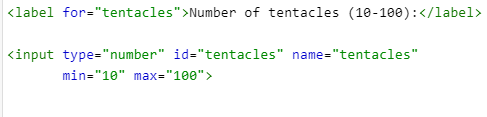 <label for="tentacles">Number of tentacles (10-100):</label>
<input type="number" id="tentacles" name="tentacles"
min="10" max="100">